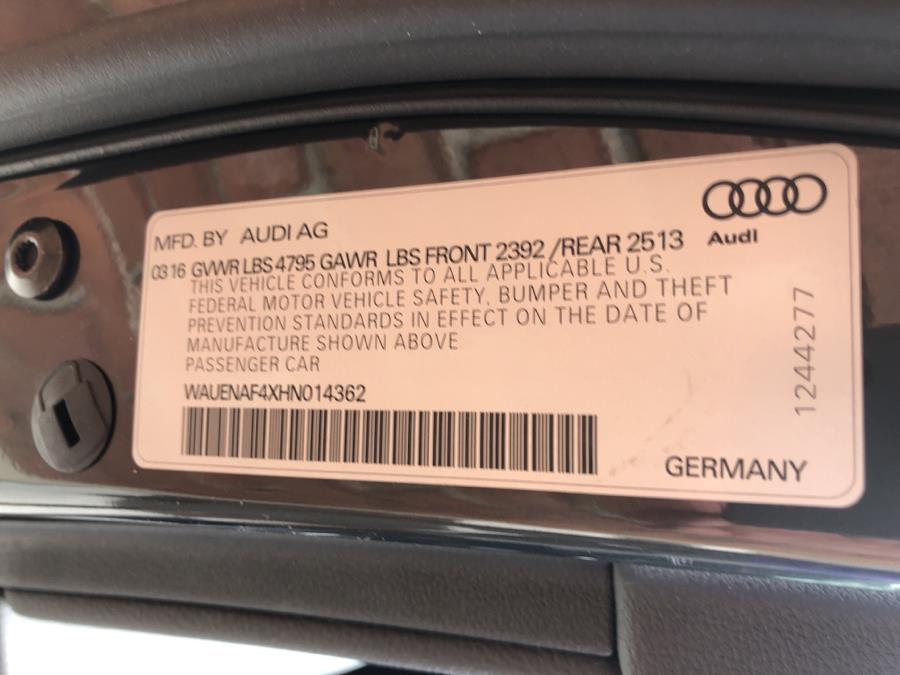 MFD. BY AUDI AG
Audi
0316 GVWR LBS 4795 GAWR LBS FRONT 2392 /REAR 2513
THIS VEHICLE CONFORMS TO ALL APPLICABLE U.S.
FEDERAL MOTOR VEHICLE SAFETY, BUMPER AND THEFT
PREVENTION STANDARDS IN EFFECT ON THE DATE OF
MANUFACTURE SHOWN ABOVE
PASSENGER CAR
WAUENAF4XHN014362
GERMANY
1244277